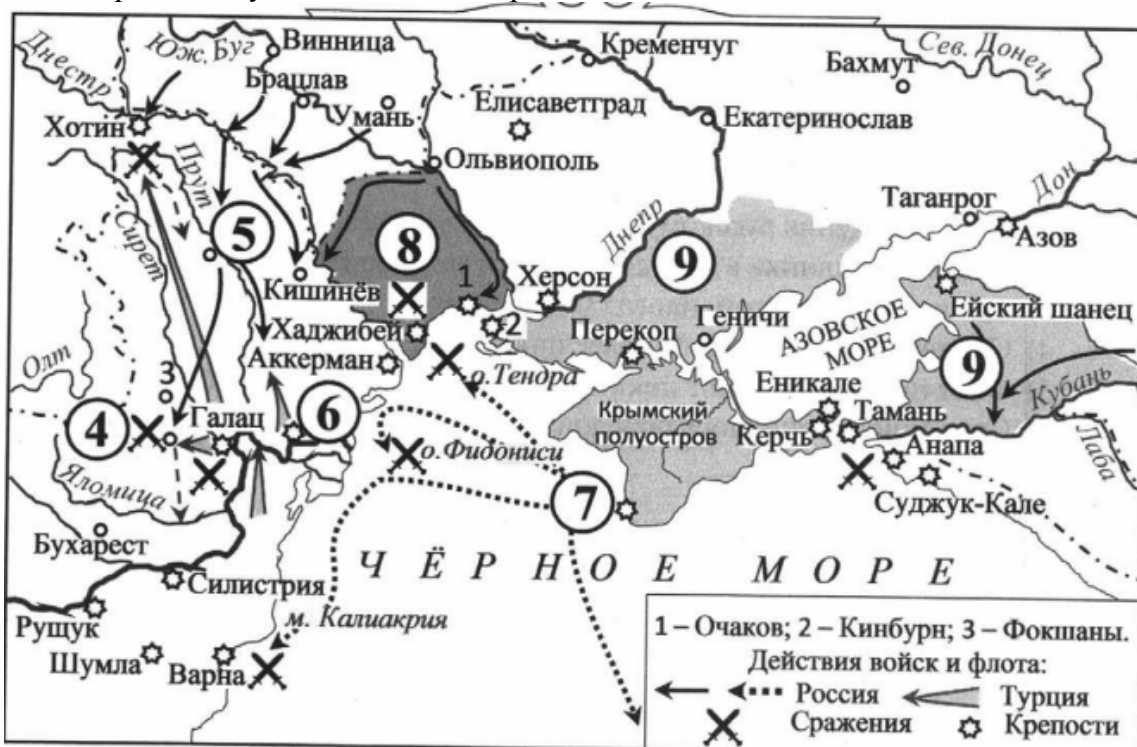 Днестр
Юж. Буг
Винница
Кременчуг
Сев. Донец
Бахмут
Брацлав
Умань
Елисаветград
Екатеринослав
Хотин
Ольвиополь
Прут
Таганрог
Дон
Сирет
5
8
Днепр
9
Азов
1
Херсон
Кишинёв
Ейский шанец
2
Перекоп
Геничи
АЗОВСКОЕ
МОРЕ
Хаджибей
Аккерман
о.Тендра
9
Олт
3
Еникале
Кубань
4
Галац
6
Крымский
полуостров
Керчь
Тамань
Лаба
о.Фидониси
Анапа
Яломица
7
Суджук-Кале
Бухарест
ЧЁРНОЕ МОРЕ
Силистрия
Рущук
м. Калиакрия
Шумла
Варна
1 – Очаков; 2 – Кинбурн; 3 – Фокшаны.
Действия войск и флота:
Россия Турция
Сражения Крепости